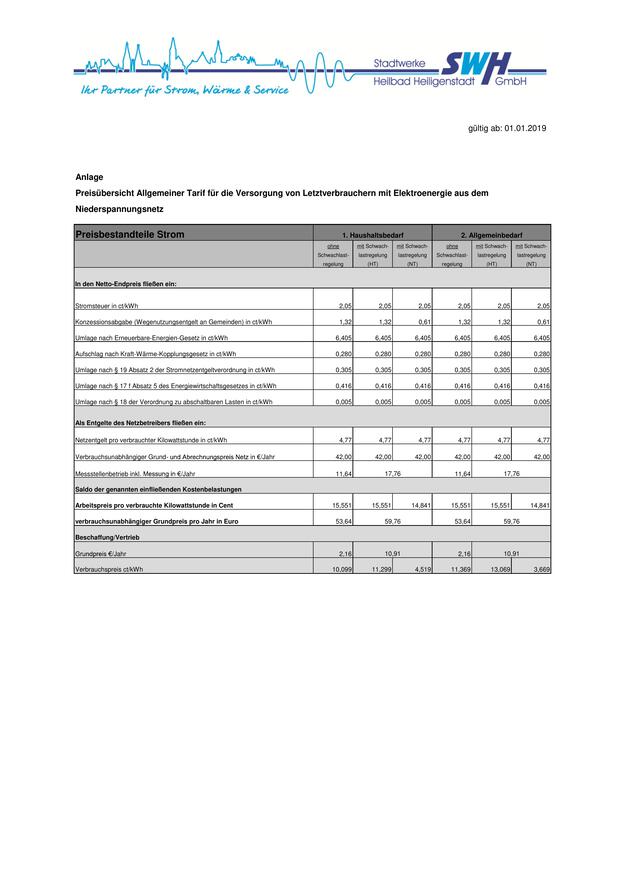 Stadtwerke
SWH
Heilbad Heiligenstadt GmbH
Ihr Partner für Strom, Wärme & Service
gültig ab: 01.01.2019
Anlage
Preisübersicht Allgemeiner Tarif für die Versorgung von Letztverbrauchern mit Elektroenergie aus dem
Niederspannungsnetz
Preisbestandteile Strom 1. Haushaltsbedarf 2. Allgemeinbedarf
ohne mit Schwach- mit Schwach- ohne mit Schwach- mit Schwach-
Schwachlast- lastregelung lastregelung Schwachlast- lastregelung lastregelung
regelung (HT) (NT) regelung (HT) (NT)
In den Netto-Endpreis fließen ein:
Stromsteuer in ct/kWh 2,05 2,05 2,05 2,05 2,05 2,05
Konzessionsabgabe (Wegenutzungsentgelt an Gemeinden) in ct/kWh 1,32 1,32 0,61 1,32 1,32 0,61
Umlage nach Erneuerbare-Energien-Gesetz in ct/kWh 6,405 6,405 6,405 6,405 6,405 6,405
Aufschlag nach Kraft-Wärme-Kopplungsgesetz in ct/kWh 0,280 0,280 0,280 0,280 0,280 0,280
Umlage nach § 19 Absatz 2 der Stromnetzentgeltverordnung in ct/kWh 0,305 0,305 0,305 0,305 0,305 0,305
Umlage nach § 17 f Absatz 5 des Energiewirtschaftsgesetzes in ct/kWh 0,416 0,416 0,416 0,416 0,416 0,416
Umlage nach § 18 der Verordnung zu abschaltbaren Lasten in ct/kWh 0,005 0,005 0,005 0,005 0,005 0,005
Als Entgelte des Netzbetreibers fließen ein:
Netzentgelt pro verbrauchter Kilowattstunde in ct/kWh 4,77 4,77 4,77 4,77 4,77 4,77
Verbrauchsunabhängiger Grund- und Abrechnungspreis Netz in €/Jahr 42,00 42,00 42,00 42,00 42,00 42,00
Messstellenbetrieb inkl. Messung in €/Jahr 11,64 17,76 11,64 17,76
Saldo der genannten einfließenden Kostenbelastungen
Arbeitspreis pro verbrauchte Kilowattstunde in Cent 15,551 15,551 14,841 15,551 15,551 14,841
verbrauchsunabhängiger Grundpreis pro Jahr in Euro 53,64 59,76 53,64 59,76
Beschaffung/Vertrieb
Grundpreis €/Jahr 2,16 10,91 2,16 10,91
Verbrauchspreis ct/kWh 10,099 11,299 4,519 11,369 13,069 3,669